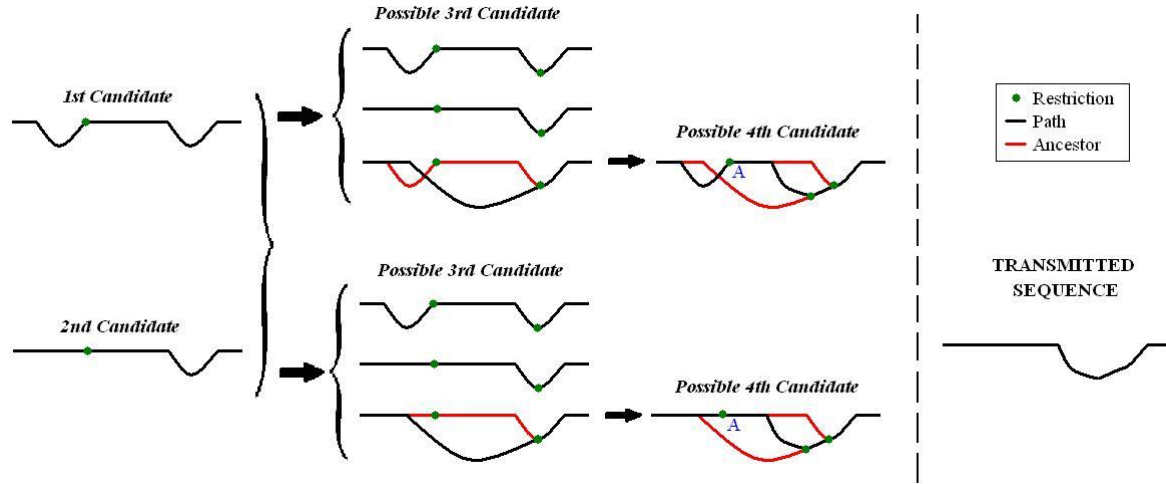 Possible 3rd Candidate
1st Candidate
Possible 4th Candidate
A
2nd Candidate
Possible 3rd Candidate
Possible 4th Candidate
A
Restriction
Path
Ancestor
TRANSMITTED
SEQUENCE